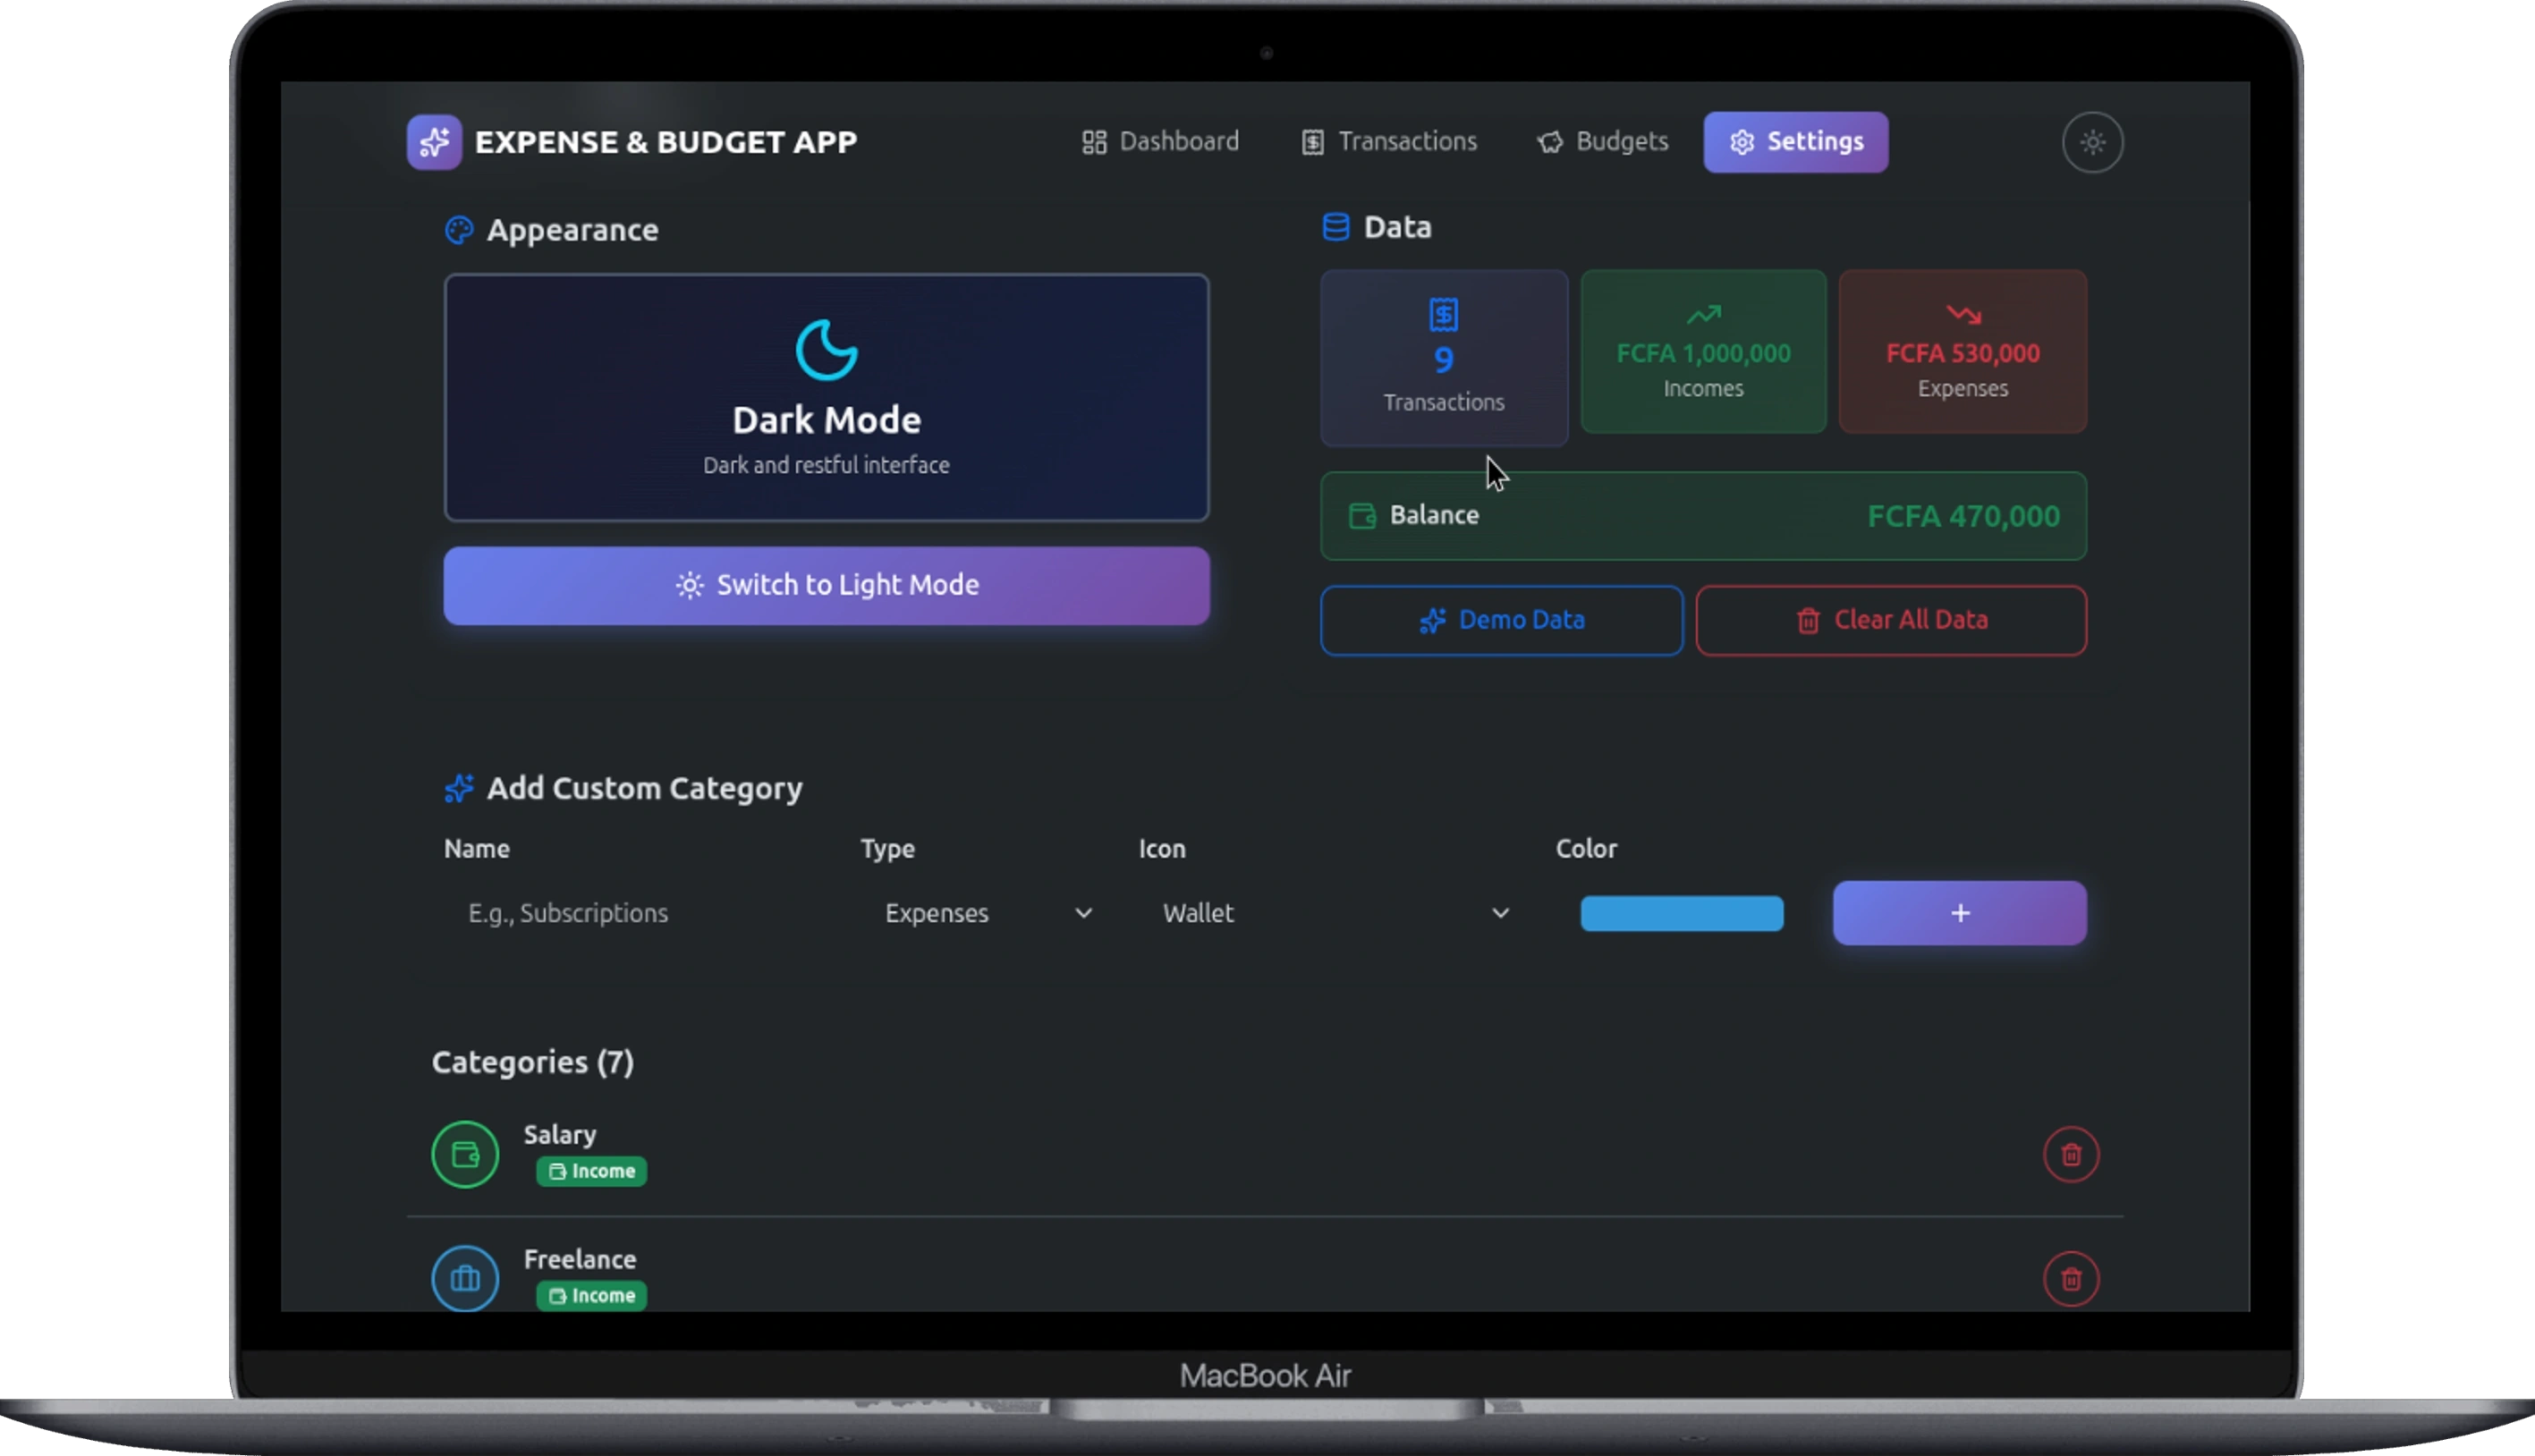 EXPENSE & BUDGET APP
Dashboard
Transactions
Budgets
Settings
Appearance
Dark Mode
Dark and restful interface
Switch to Light Mode
Data
9
Transactions
FCFA 1,000,000
Incomes
FCFA 530,000
Expenses
Balance
FCFA 470,000
Demo Data
Clear All Data
Add Custom Category
Name
Type
Icon
Color
E.g., Subscriptions
Expenses
Wallet
+
Categories (7)
Salary
Income
Freelance
Income
MacBook Air